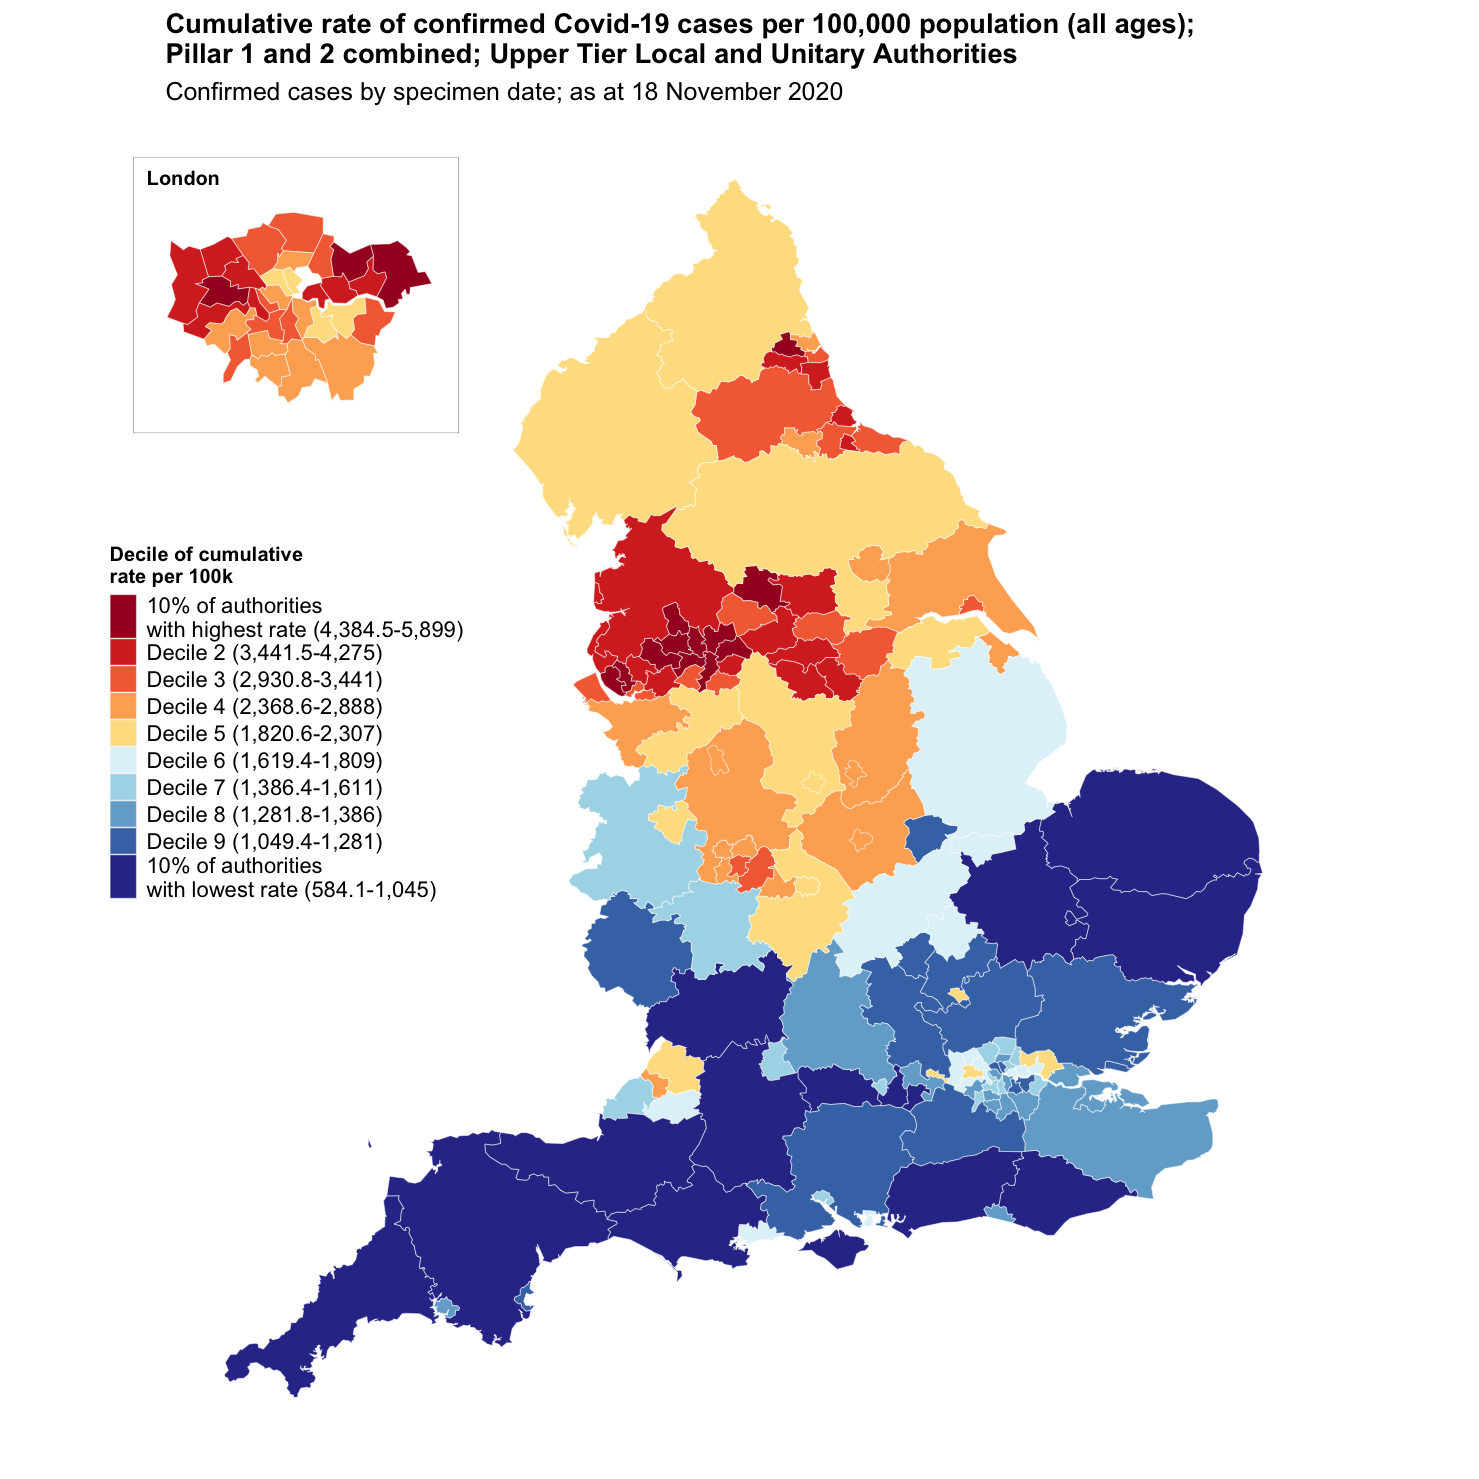 Cumulative rate of confirmed Covid-19 cases per 100,000 population (all ages);
Pillar 1 and 2 combined; Upper Tier Local and Unitary Authorities
Confirmed cases by specimen date; as at 18 November 2020
London
Decile of cumulative
rate per 100k
10% of authorities
with highest rate (4,384.5-5,899)
Decile 2 (3,441.5-4,275)
Decile 3 (2,930.8-3,441)
Decile 4 (2,368.6-2,888)
Decile 5 (1,820.6-2,307)
Decile 6 (1,619.4-1,809)
Decile 7 (1,386.4-1,611)
Decile 8 (1,281.8-1,386)
Decile 9 (1,049.4-1,281)
10% of authorities
with lowest rate (584.1-1,045)